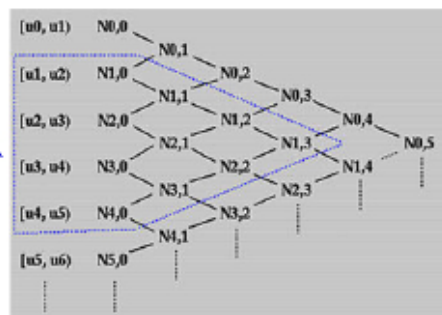 [u0, u1) N0,0
N0,1
[u1, u2) N1,0 N0,2
N1,1 N0,3
[u2, u3) N2,0 N1,2 N0,4
N2,1 N1,3 N0,5
[u3, u4) N3,0 N2,2 N1,4
N3,1 N2,3
[u4, u5) N4,0 N3,2
N4,1
[u5, u6) N5,0